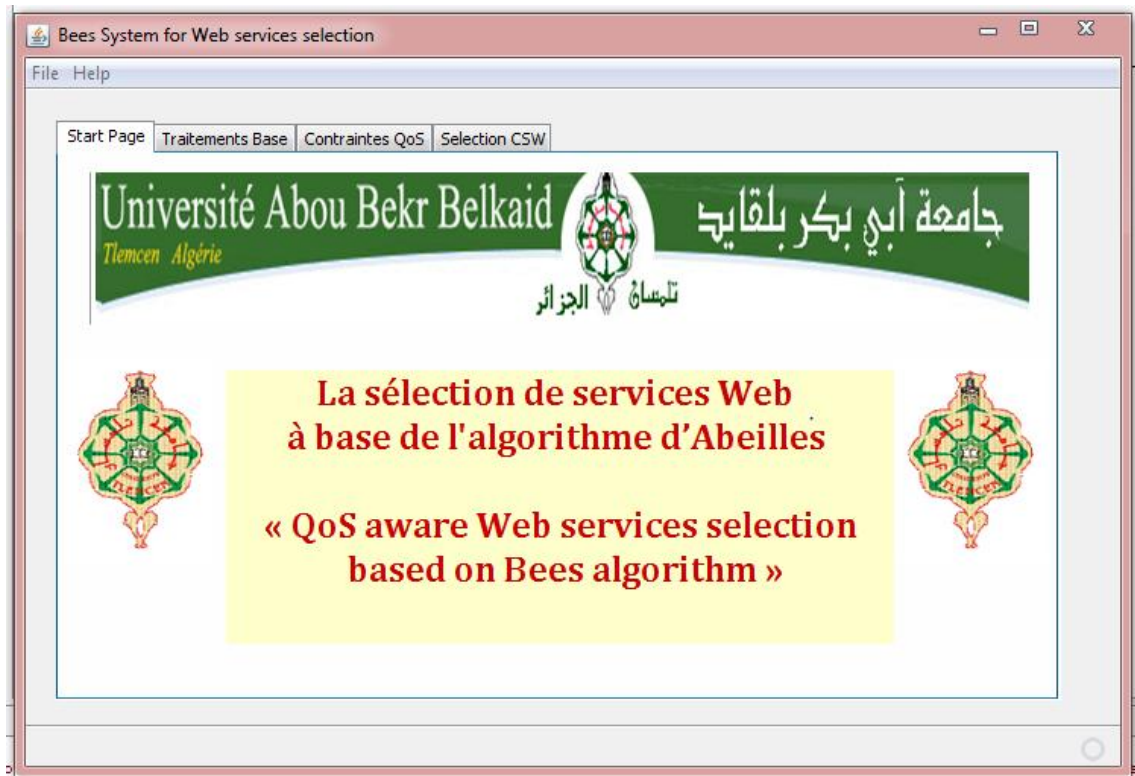 Bees System for Web services selection
File Help
Start Page Traitements Base Contraintes QoS Selection CSW
Université Abou Bekr Belkaid
جامعة أبي بكر بلقايد
Tlemcen Algérie
تلمسان الجزائر
La sélection de services Web
à base de l'algorithme d’Abeilles
« QoS aware Web services selection
based on Bees algorithm »